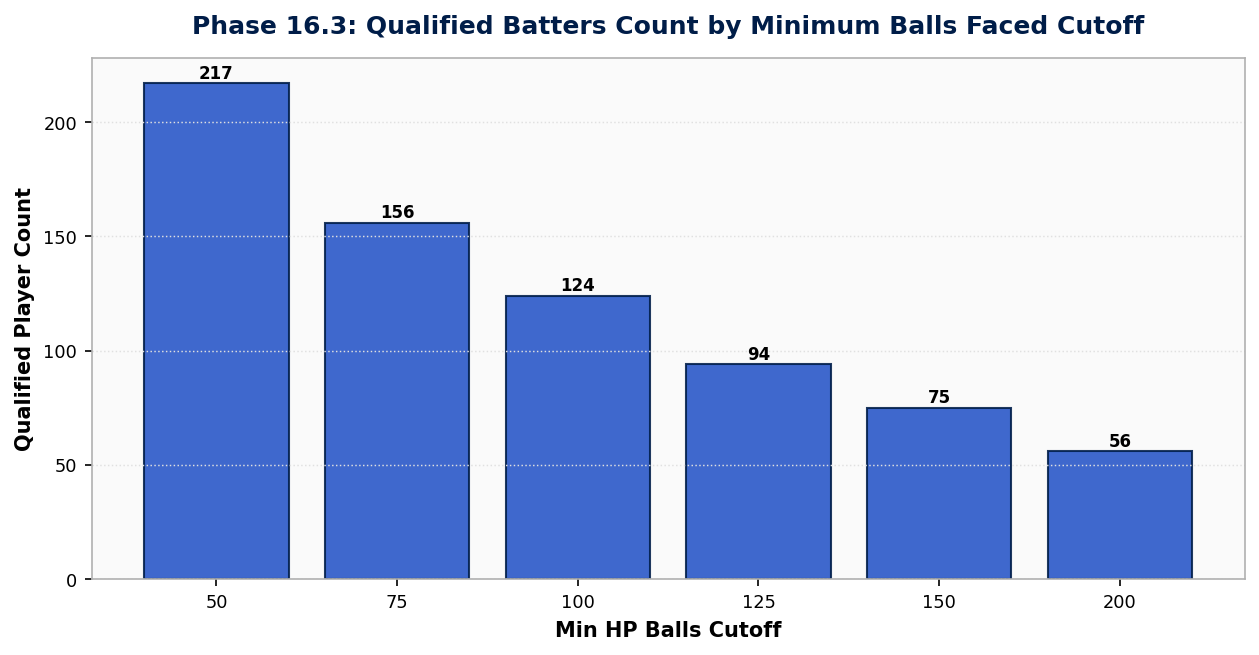 Phase 16.3: Qualified Batters Count by Minimum Balls Faced Cutoff
217
200
156
150
124
100
94
75
56
50
0
Qualified Player Count
50 75 100 125 150 200
Min HP Balls Cutoff